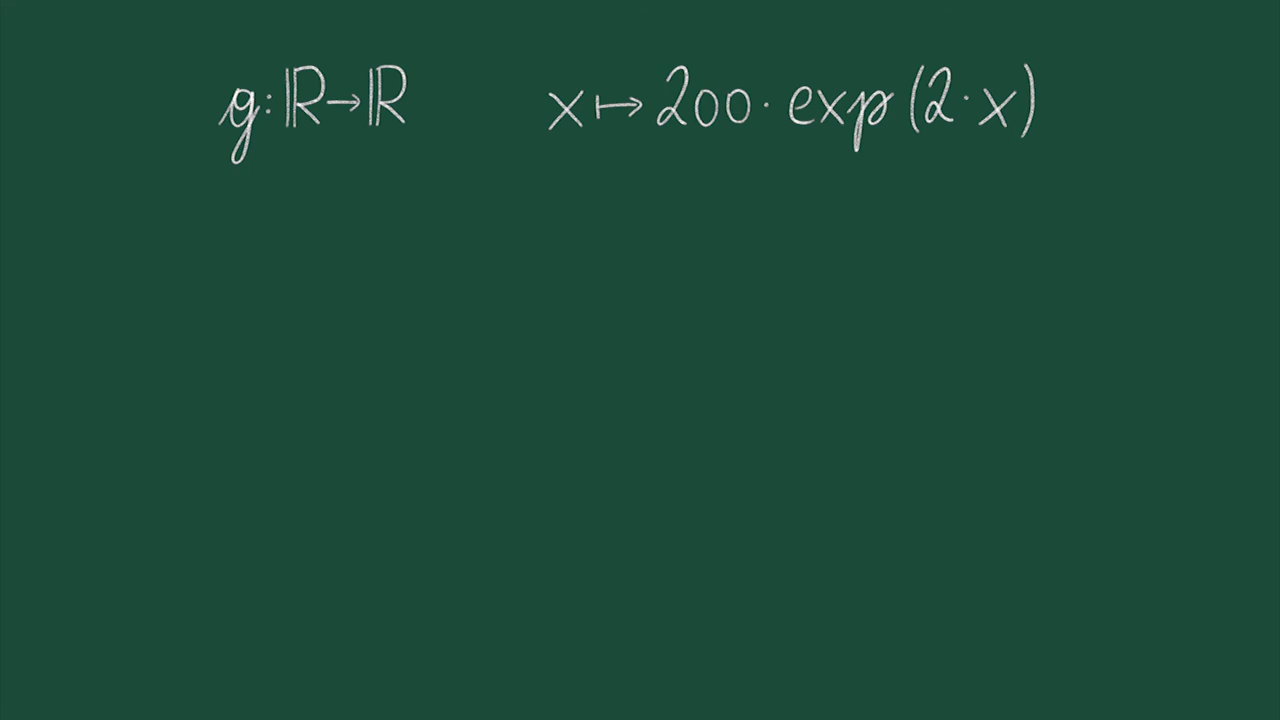 g: ℝ→ℝ x ↦ 200 · exp(2 · x)